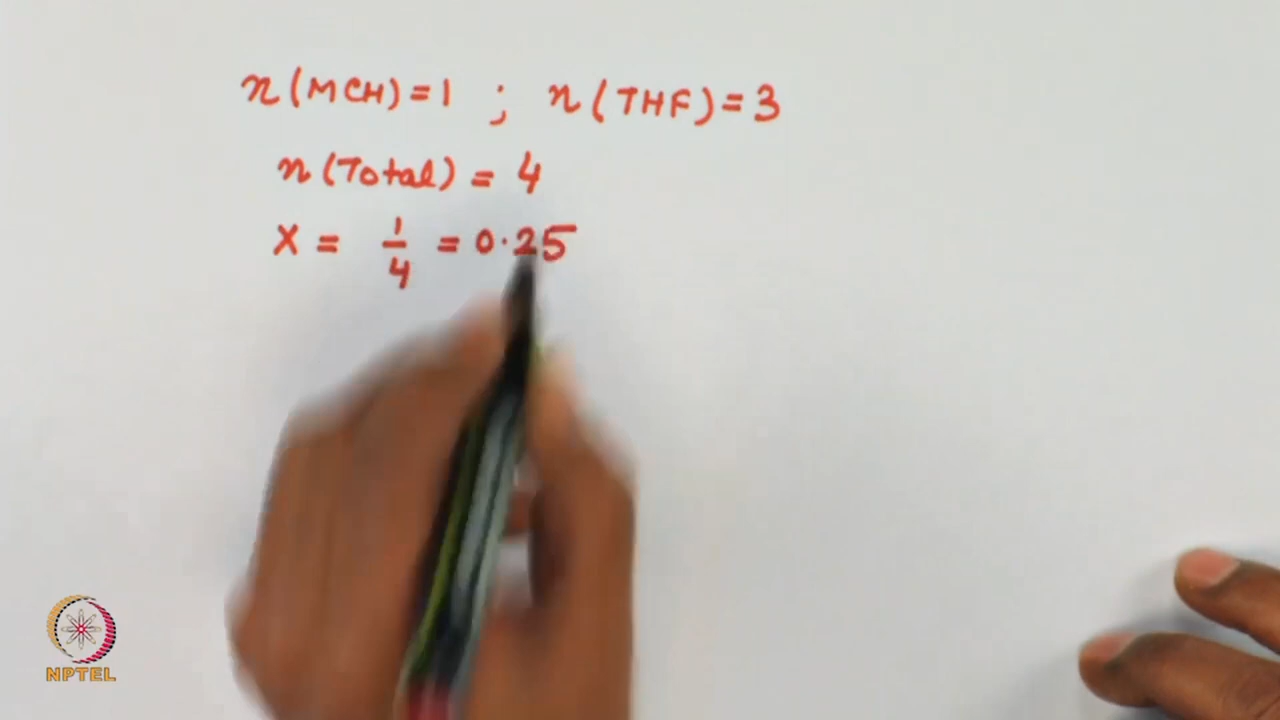 n(MCH)=1 ; n(THF)=3
n(Total) = 4
X = 1/4 = 0.25
NPTEL